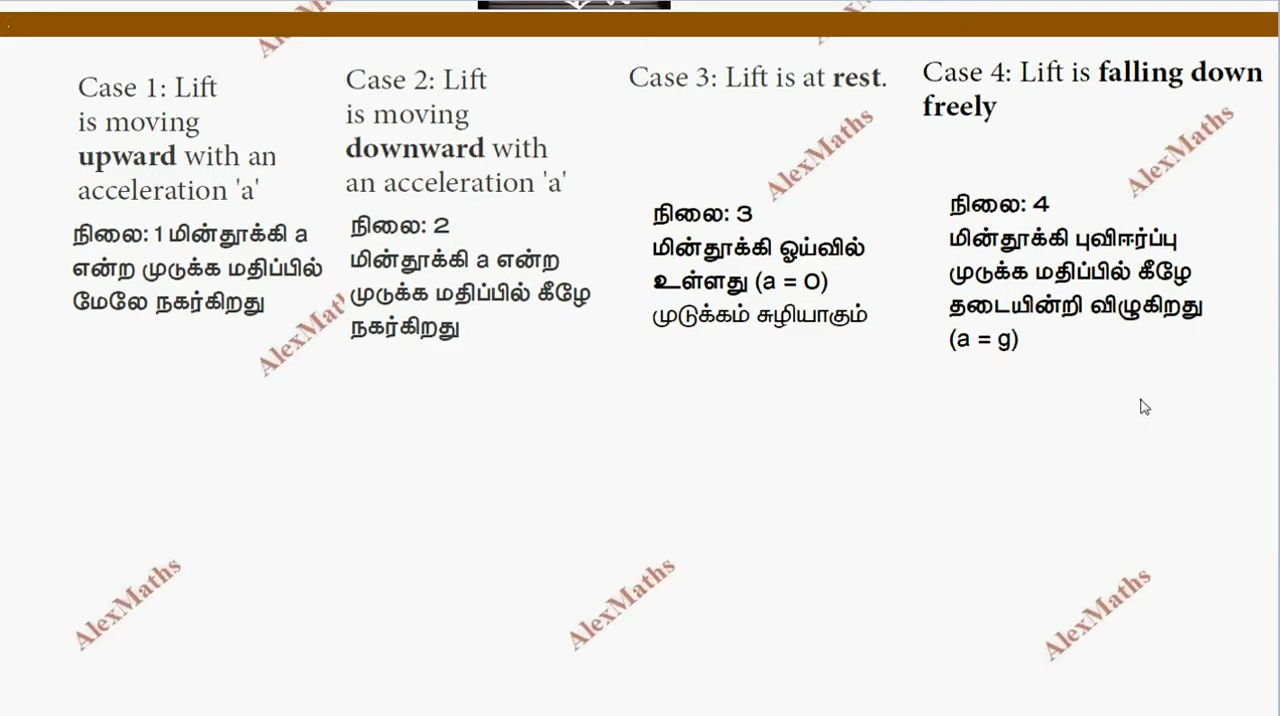 Case 1: Lift
is moving
upward with an
acceleration 'a'
நிலை: 1 மின்தூக்கி a
என்ற முடுக்க மதிப்பில்
மேலே நகர்கிறது
Case 2: Lift
is moving
downward with
an acceleration 'a'
நிலை: 2
மின்தூக்கி a என்ற
முடுக்க மதிப்பில் கீழே
நகர்கிறது
Case 3: Lift is at rest.
நிலை: 3
மின்தூக்கி ஓய்வில்
உள்ளது (a = 0)
முடுக்கம் சுழியாகும்
Case 4: Lift is falling down
freely
நிலை: 4
மின்தூக்கி புவிஈர்ப்பு
முடுக்க மதிப்பில் கீழே
தடையின்றி விழுகிறது
(a = g)
AlexMaths
AlexMaths
AlexMat
AlexMaths
AlexMaths
AlexMaths